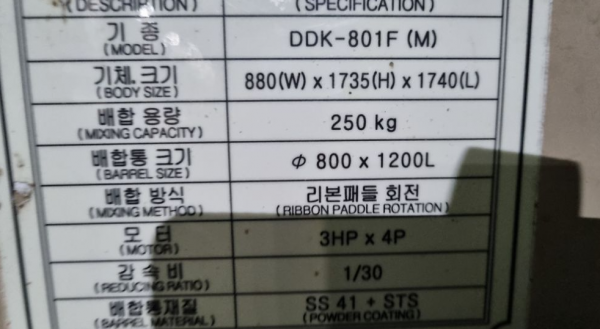 (DESCRIPTION)
(SPECIFICATION)
기 종
(MODEL)
DDK-801F (M)
기체.크기
(BODY SIZE)
880(W) x 1735(H) x 1740(L)
배합 용량
(MIXING CAPACITY)
250 kg
배합통 크기
(BARREL SIZE)
Φ 800 x 1200L
배합 방식
(MIXING METHOD)
리본패들 회전
(RIBBON PADDLE ROTATION)
모 터
(MOTOR)
3HP x 4P
감 속 비
(REDUCING RATIO)
1/30
배합통재질
(BARREL MATERIAL)
SS 41 + STS
(POWDER COATING)